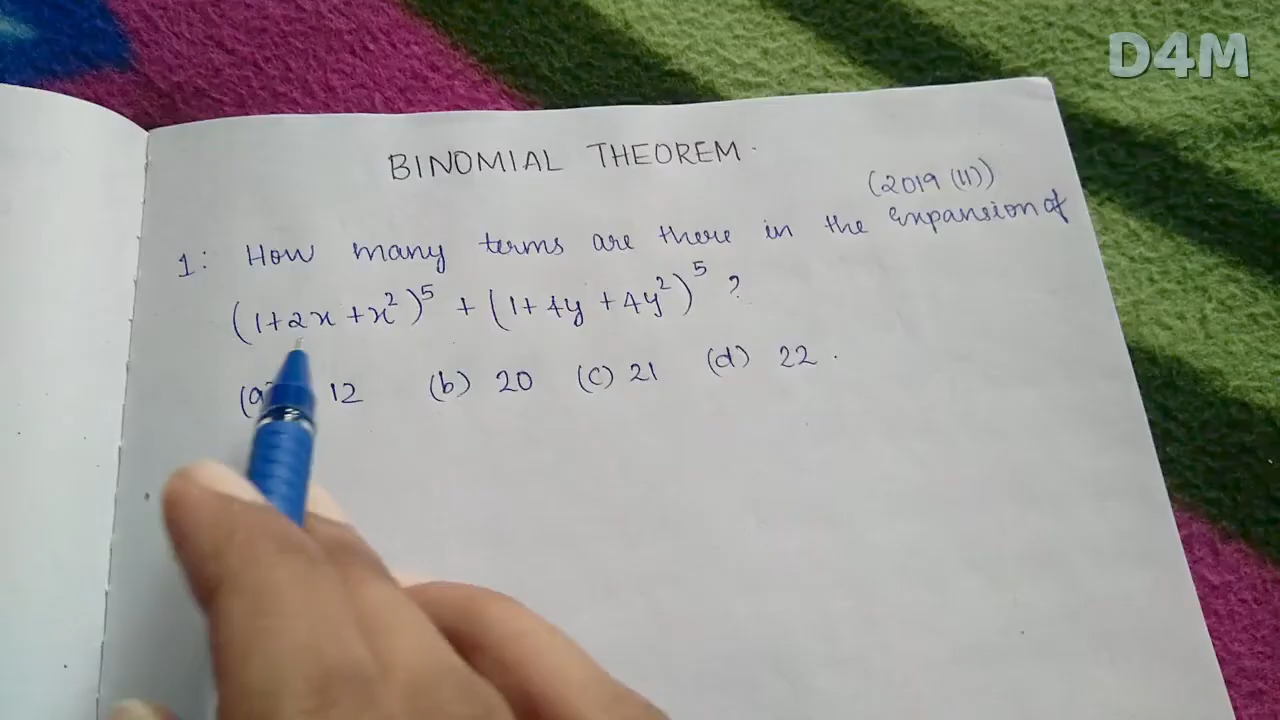 D4M
BINOMIAL THEOREM.
(2019 (II))
1: How many terms are there in the expansion of
(1+2x+x²)⁵ + (1+4y+4y²)⁵ ?
(a) 12 (b) 20 (c) 21 (d) 22.